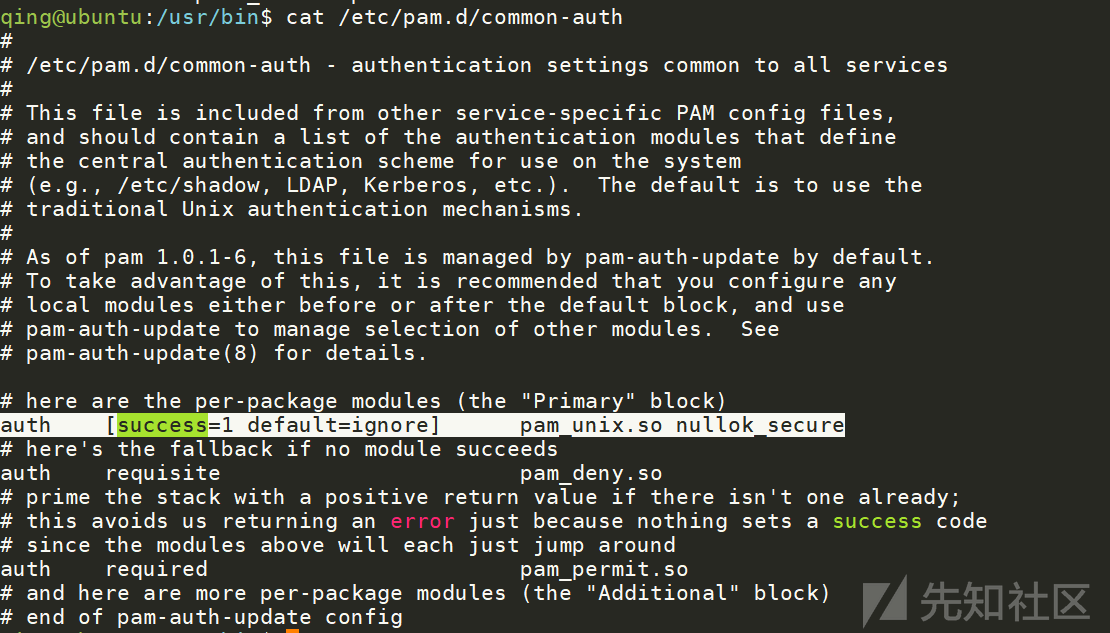 qing@ubuntu:/usr/bin$ cat /etc/pam.d/common-auth
#
# /etc/pam.d/common-auth - authentication settings common to all services
#
# This file is included from other service-specific PAM config files,
# and should contain a list of the authentication modules that define
# the central authentication scheme for use on the system
# (e.g., /etc/shadow, LDAP, Kerberos, etc.).  The default is to use the
# traditional Unix authentication mechanisms.
#
# As of pam 1.0.1-6, this file is managed by pam-auth-update by default.
# To take advantage of this, it is recommended that you configure any
# local modules either before or after the default block, and use
# pam-auth-update to manage selection of other modules.  See
# pam-auth-update(8) for details.
# here are the per-package modules (the "Primary" block)
auth    [success=1 default=ignore]      pam_unix.so nullok_secure
# here's the fallback if no module succeeds
auth    requisite                       pam_deny.so
# prime the stack with a positive return value if there isn't one already;
# this avoids us returning an error just because nothing sets a success code
# since the modules above will each just jump around
auth    required                        pam_permit.so
# and here are more per-package modules (the "Additional" block)
# end of pam-auth-update config
先知社区